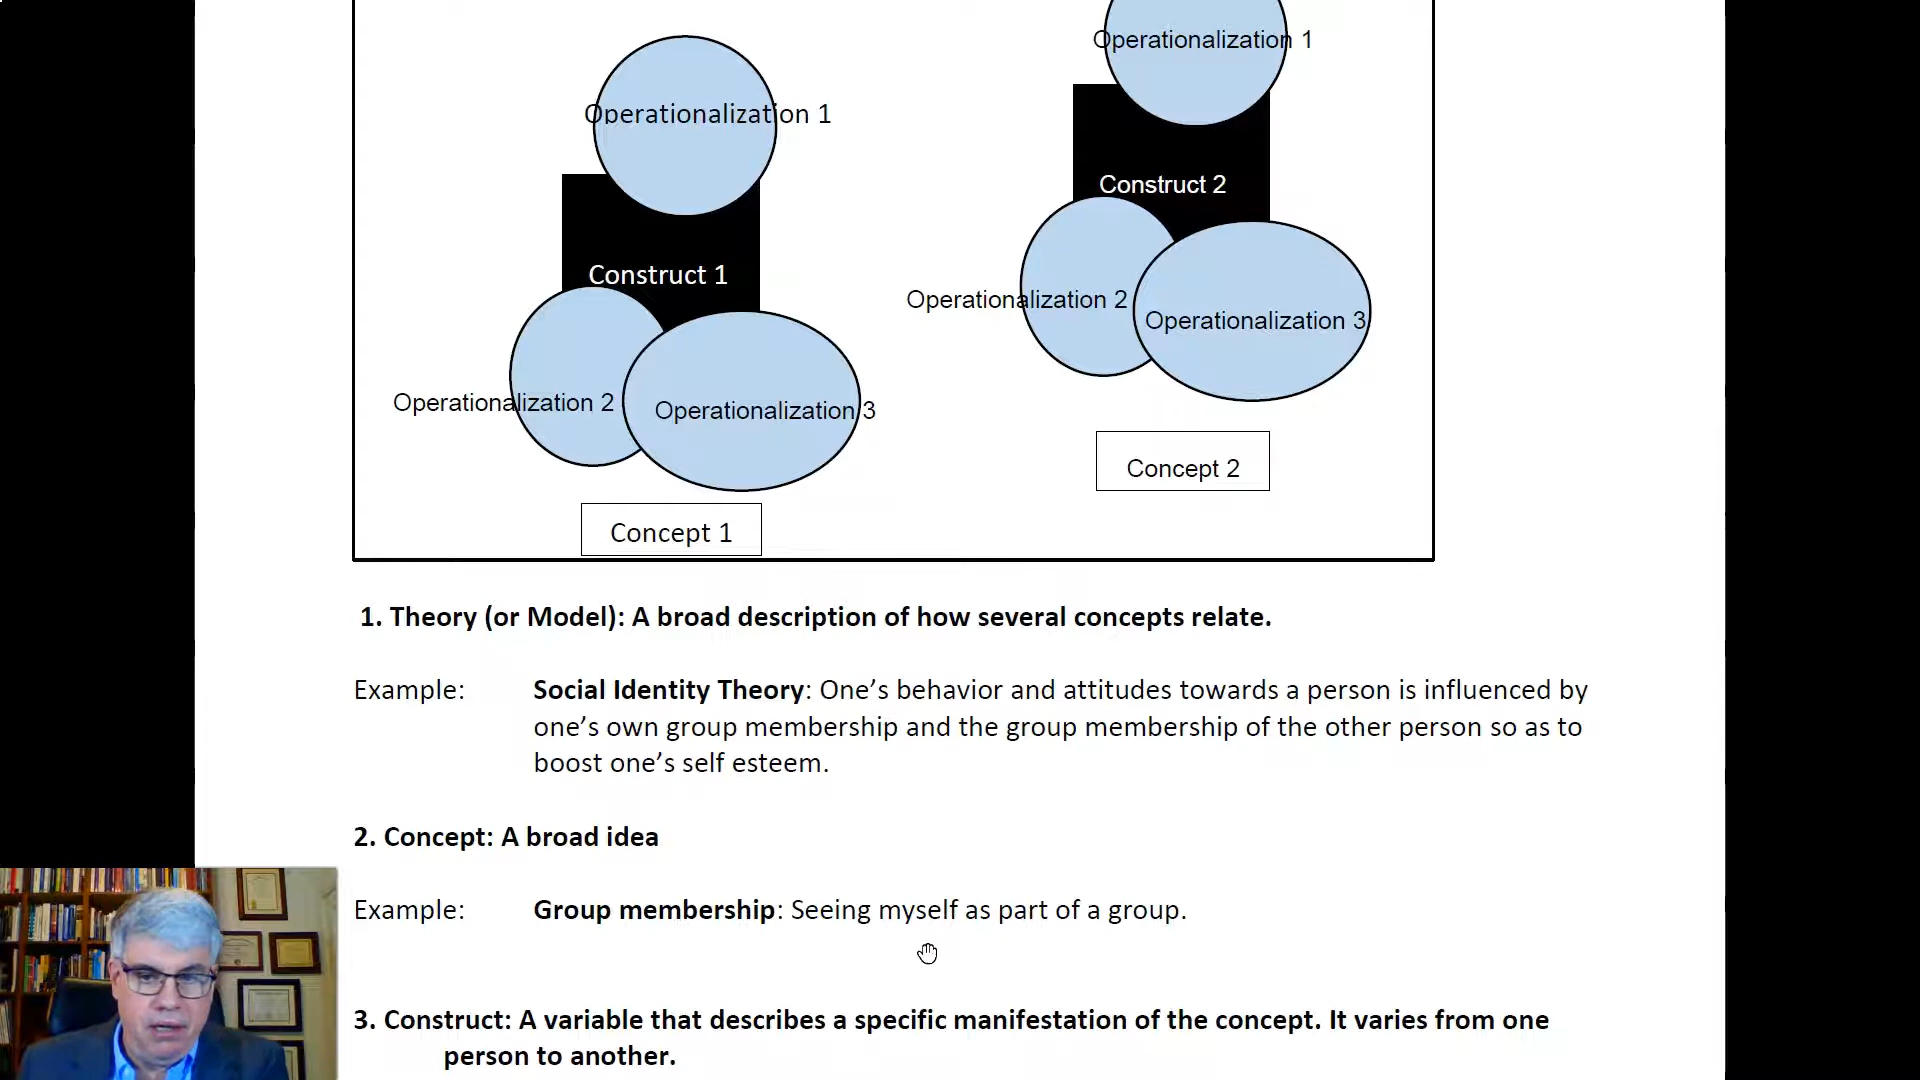 Operationalization 1
Operationalization 1
Construct 2
Construct 1
Operationalization 2
Operationalization 3
Operationalization 2
Operationalization 3
Concept 2
Concept 1
1. Theory (or Model): A broad description of how several concepts relate.
Example: Social Identity Theory: One’s behavior and attitudes towards a person is influenced by
one’s own group membership and the group membership of the other person so as to
boost one’s self esteem.
2. Concept: A broad idea
Example: Group membership: Seeing myself as part of a group.
3. Construct: A variable that describes a specific manifestation of the concept. It varies from one
person to another.